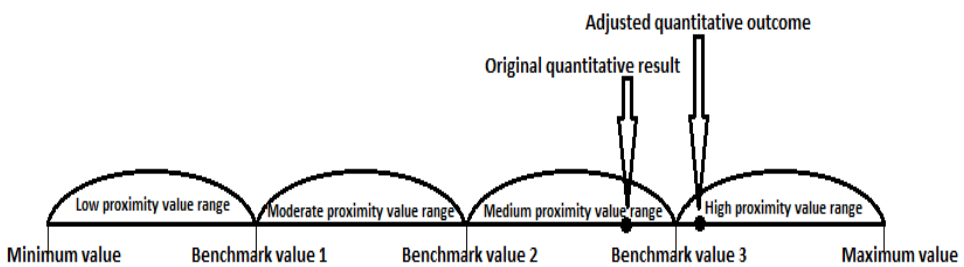 Adjusted quantitative outcome
Original quantitative result
Low proximity value range
Moderate proximity value range
Medium proximity value range
High proximity value range
Minimum value
Benchmark value 1
Benchmark value 2
Benchmark value 3
Maximum value